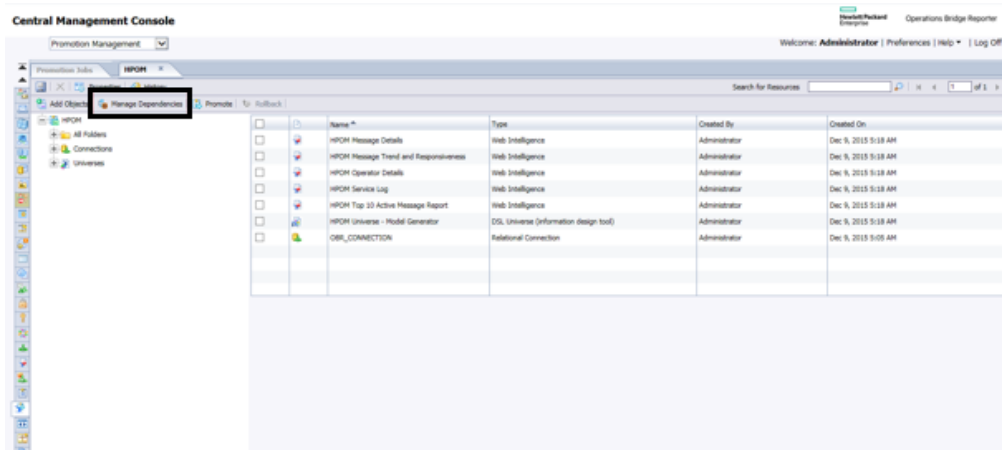 Central Management Console
Hewlett Packard
Enterprise
Operations Bridge Reporter
Promotion Management
Welcome: Administrator | Preferences | Help | Log Off
Promotion Jobs
HPOM ×
Search for Resources
1 of 1
Add Objects Manage Dependencies Promote Rollback
HPOM
All Folders
Connections
Universes
Name Type Created By Created On
HPOM Message Details Web Intelligence Administrator Dec 9, 2015 5:18 AM
HPOM Message Trend and Responsiveness Web Intelligence Administrator Dec 9, 2015 5:18 AM
HPOM Operator Details Web Intelligence Administrator Dec 9, 2015 5:18 AM
HPOM Service Log Web Intelligence Administrator Dec 9, 2015 5:18 AM
HPOM Top 10 Active Message Report Web Intelligence Administrator Dec 9, 2015 5:18 AM
HPOM Universe - Model Generator DSL Universe (information design tool) Administrator Dec 9, 2015 5:18 AM
OBR_CONNECTION Relational Connection Administrator Dec 9, 2015 5:05 AM